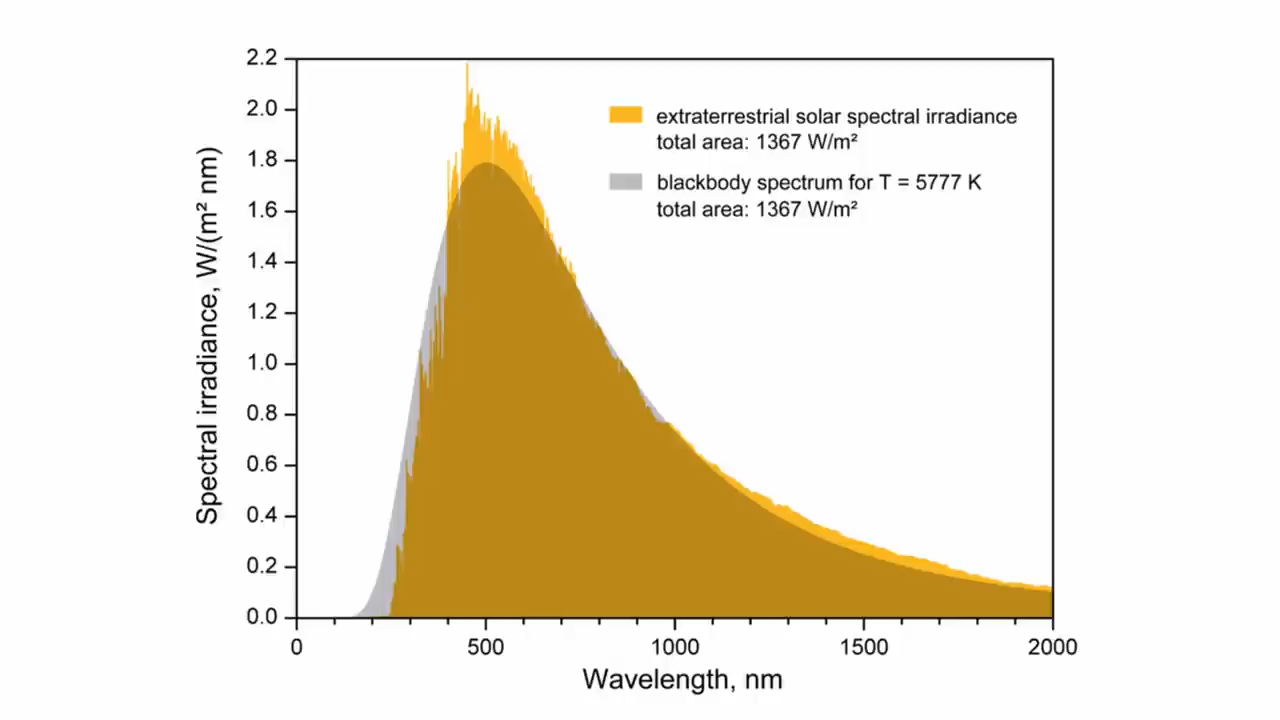 2.2
2.0
1.8
1.6
1.4
1.2
1.0
0.8
0.6
0.4
0.2
0.0
Spectral irradiance, W/(m² nm)
extraterrestrial solar spectral irradiance
total area: 1367 W/m²
blackbody spectrum for T = 5777 K
total area: 1367 W/m²
0 500 1000 1500 2000
Wavelength, nm